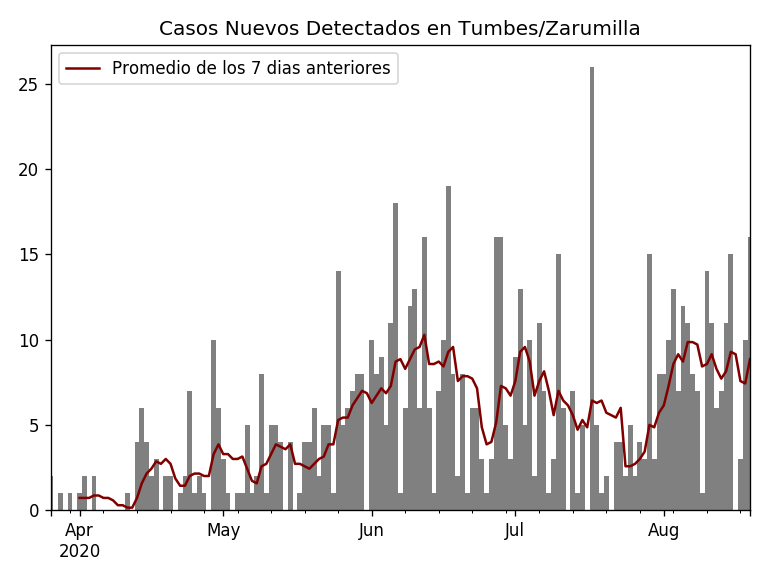 Casos Nuevos Detectados en Tumbes/Zarumilla
Promedio de los 7 dias anteriores
25
20
15
10
5
0
Apr May Jun Jul Aug
2020